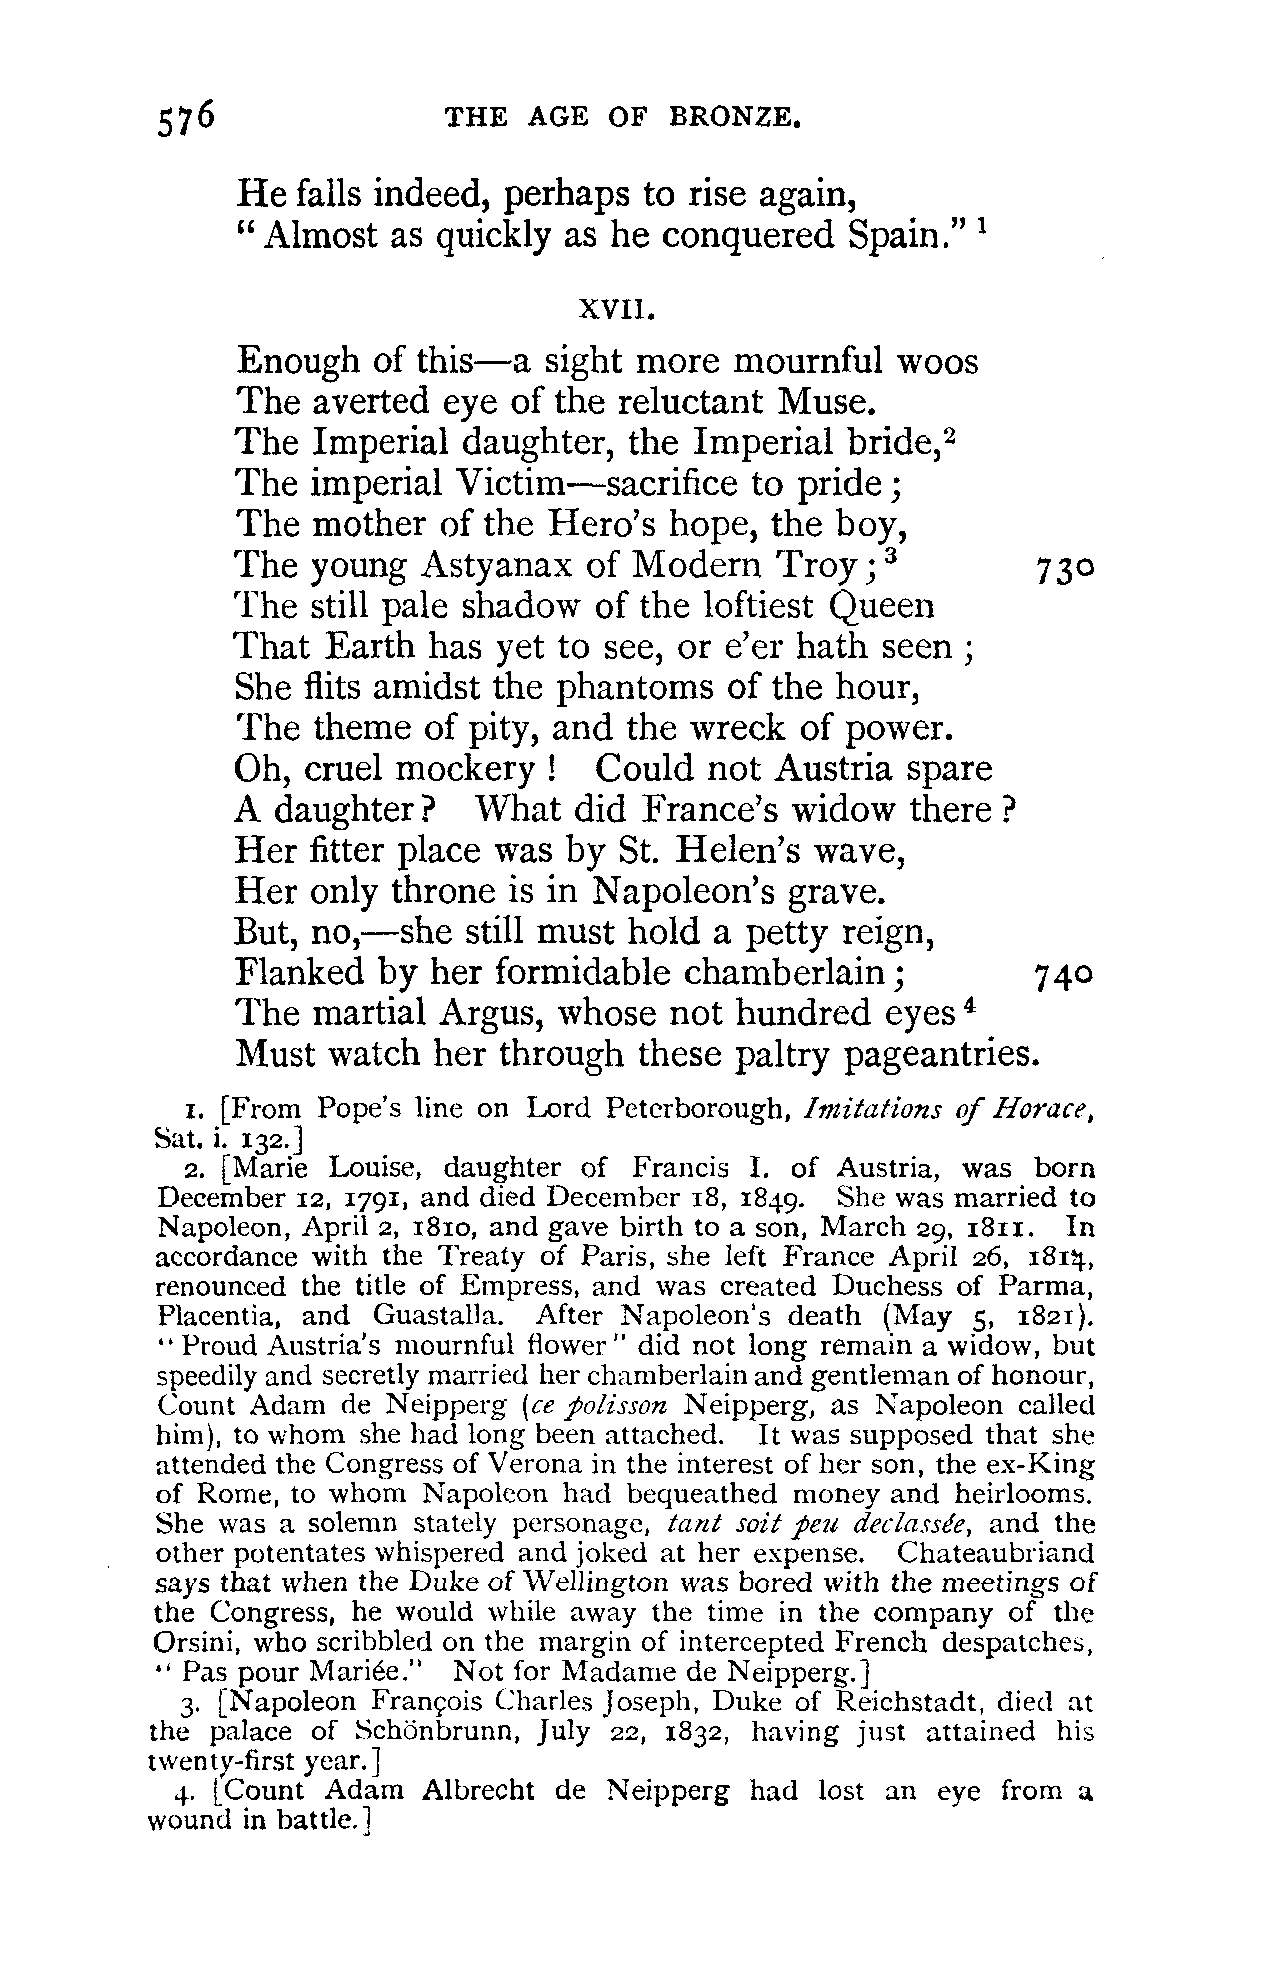 576 THE AGE OF BRONZE.
He falls indeed, perhaps to rise again,
“ Almost as quickly as he conquered Spain.” ¹
XVII.
Enough of this—a sight more mournful woos
The averted eye of the reluctant Muse.
The Imperial daughter, the Imperial bride,²
The imperial Victim—sacrifice to pride ;
The mother of the Hero's hope, the boy,
The young Astyanax of Modern Troy ; ³ 730
The still pale shadow of the loftiest Queen
That Earth has yet to see, or e'er hath seen ;
She flits amidst the phantoms of the hour,
The theme of pity, and the wreck of power.
Oh, cruel mockery ! Could not Austria spare
A daughter ? What did France's widow there ?
Her fitter place was by St. Helen's wave,
Her only throne is in Napoleon's grave.
But, no,—she still must hold a petty reign,
Flanked by her formidable chamberlain ; 740
The martial Argus, whose not hundred eyes ⁴
Must watch her through these paltry pageantries.
1. [From Pope's line on Lord Peterborough, Imitations of Horace,
Sat. i. 132.]
2. [Marie Louise, daughter of Francis I. of Austria, was born
December 12, 1791, and died December 18, 1849. She was married to
Napoleon, April 2, 1810, and gave birth to a son, March 29, 1811. In
accordance with the Treaty of Paris, she left France April 26, 1814,
renounced the title of Empress, and was created Duchess of Parma,
Placentia, and Guastalla. After Napoleon's death (May 5, 1821).
“ Proud Austria's mournful flower” did not long remain a widow, but
speedily and secretly married her chamberlain and gentleman of honour,
Count Adam de Neipperg (ce polisson Neipperg, as Napoleon called
him), to whom she had long been attached. It was supposed that she
attended the Congress of Verona in the interest of her son, the ex-King
of Rome, to whom Napoleon had bequeathed money and heirlooms.
She was a solemn stately personage, tant soit peu declassée, and the
other potentates whispered and joked at her expense. Chateaubriand
says that when the Duke of Wellington was bored with the meetings of
the Congress, he would while away the time in the company of the
Orsini, who scribbled on the margin of intercepted French despatches,
“ Pas pour Mariée.” Not for Madame de Neipperg.]
3. [Napoleon François Charles Joseph, Duke of Reichstadt, died at
the palace of Schönbrunn, July 22, 1832, having just attained his
twenty-first year.]
4. [Count Adam Albrecht de Neipperg had lost an eye from a
wound in battle.]